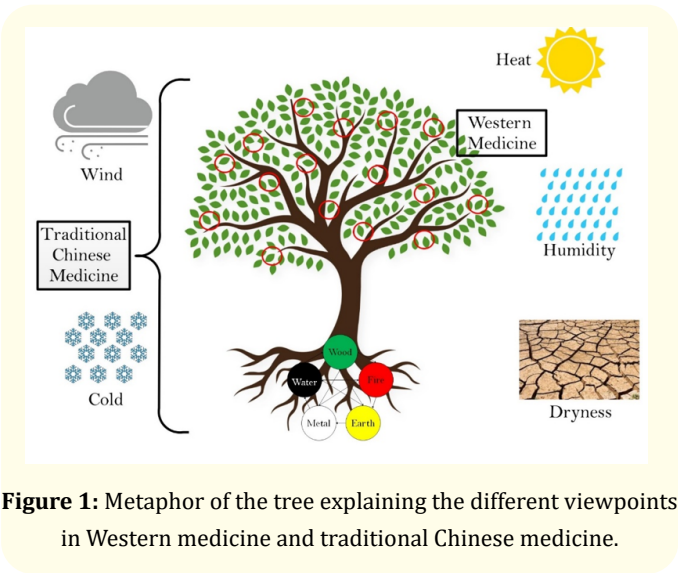 Heat
Western
Medicine
Wind
Traditional
Chinese
Medicine
Humidity
Cold
Wood
Water
Fire
Metal
Earth
Dryness
Figure 1: Metaphor of the tree explaining the different viewpoints
in Western medicine and traditional Chinese medicine.